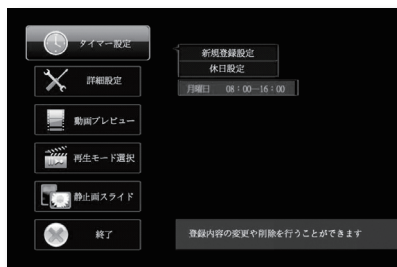 タイマー設定
新規登録設定
休日設定
月曜日 08：00―16：00
詳細設定
動画プレビュー
再生モード選択
静止画スライド
終了
登録内容の変更や削除を行うことができます